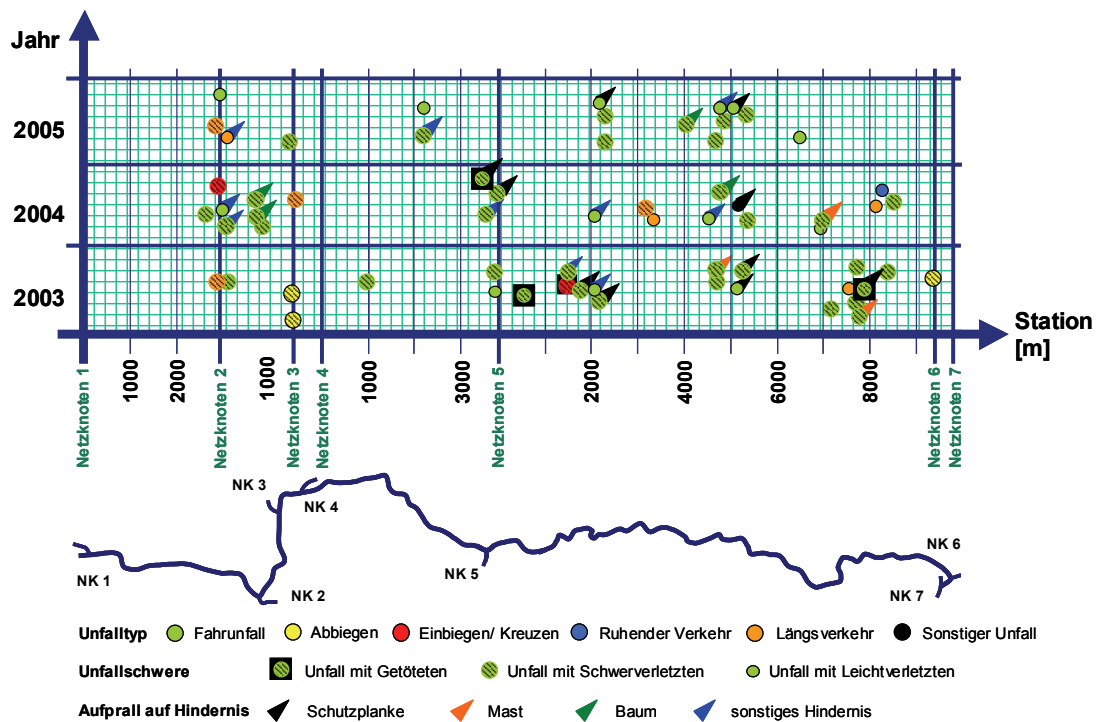 Jahr
2005
2004
2003
Station
[m]
Netzknoten 1
1000
2000
Netzknoten 2
1000
Netzknoten 3
Netzknoten 4
1000
3000
Netzknoten 5
2000
4000
6000
8000
Netzknoten 6
Netzknoten 7
NK 1
NK 2
NK 3
NK 4
NK 5
NK 6
NK 7
Unfalltyp Fahrunfall Abbiegen Einbiegen/ Kreuzen Ruhender Verkehr Längsverkehr Sonstiger Unfall
Unfallschwere Unfall mit Getöteten Unfall mit Schwerverletzten Unfall mit Leichtverletzten
Aufprall auf Hindernis Schutzplanke Mast Baum sonstiges Hindernis